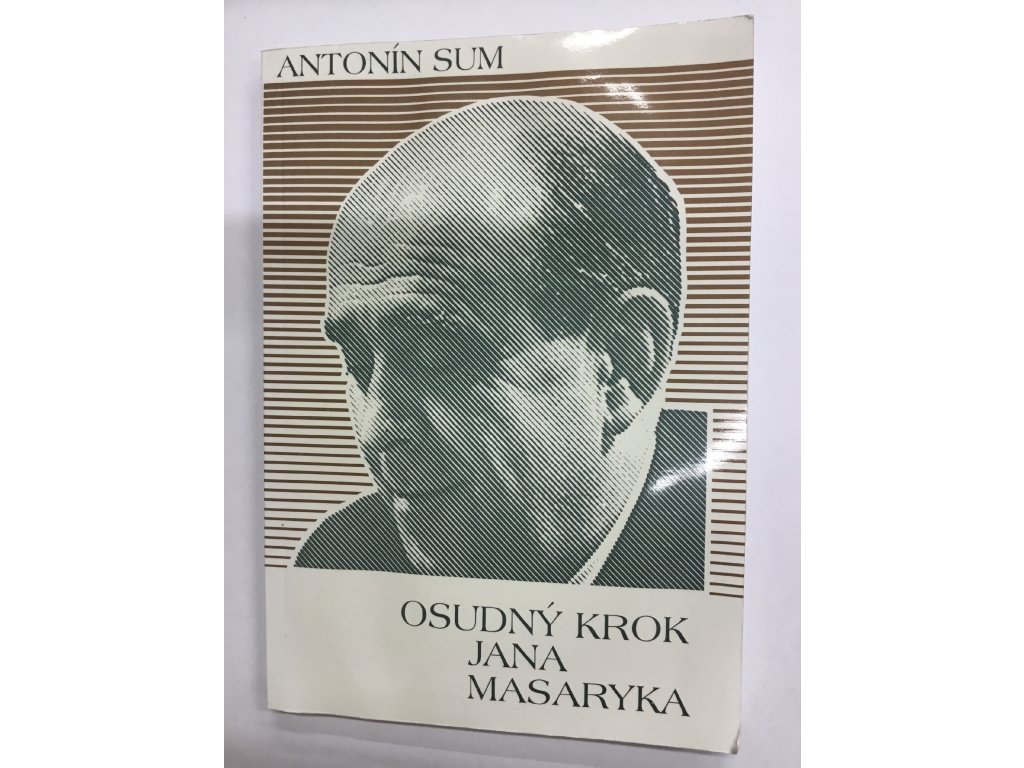 ANTONÍN SUM
OSUDNÝ KROK
JANA
MASARYKA